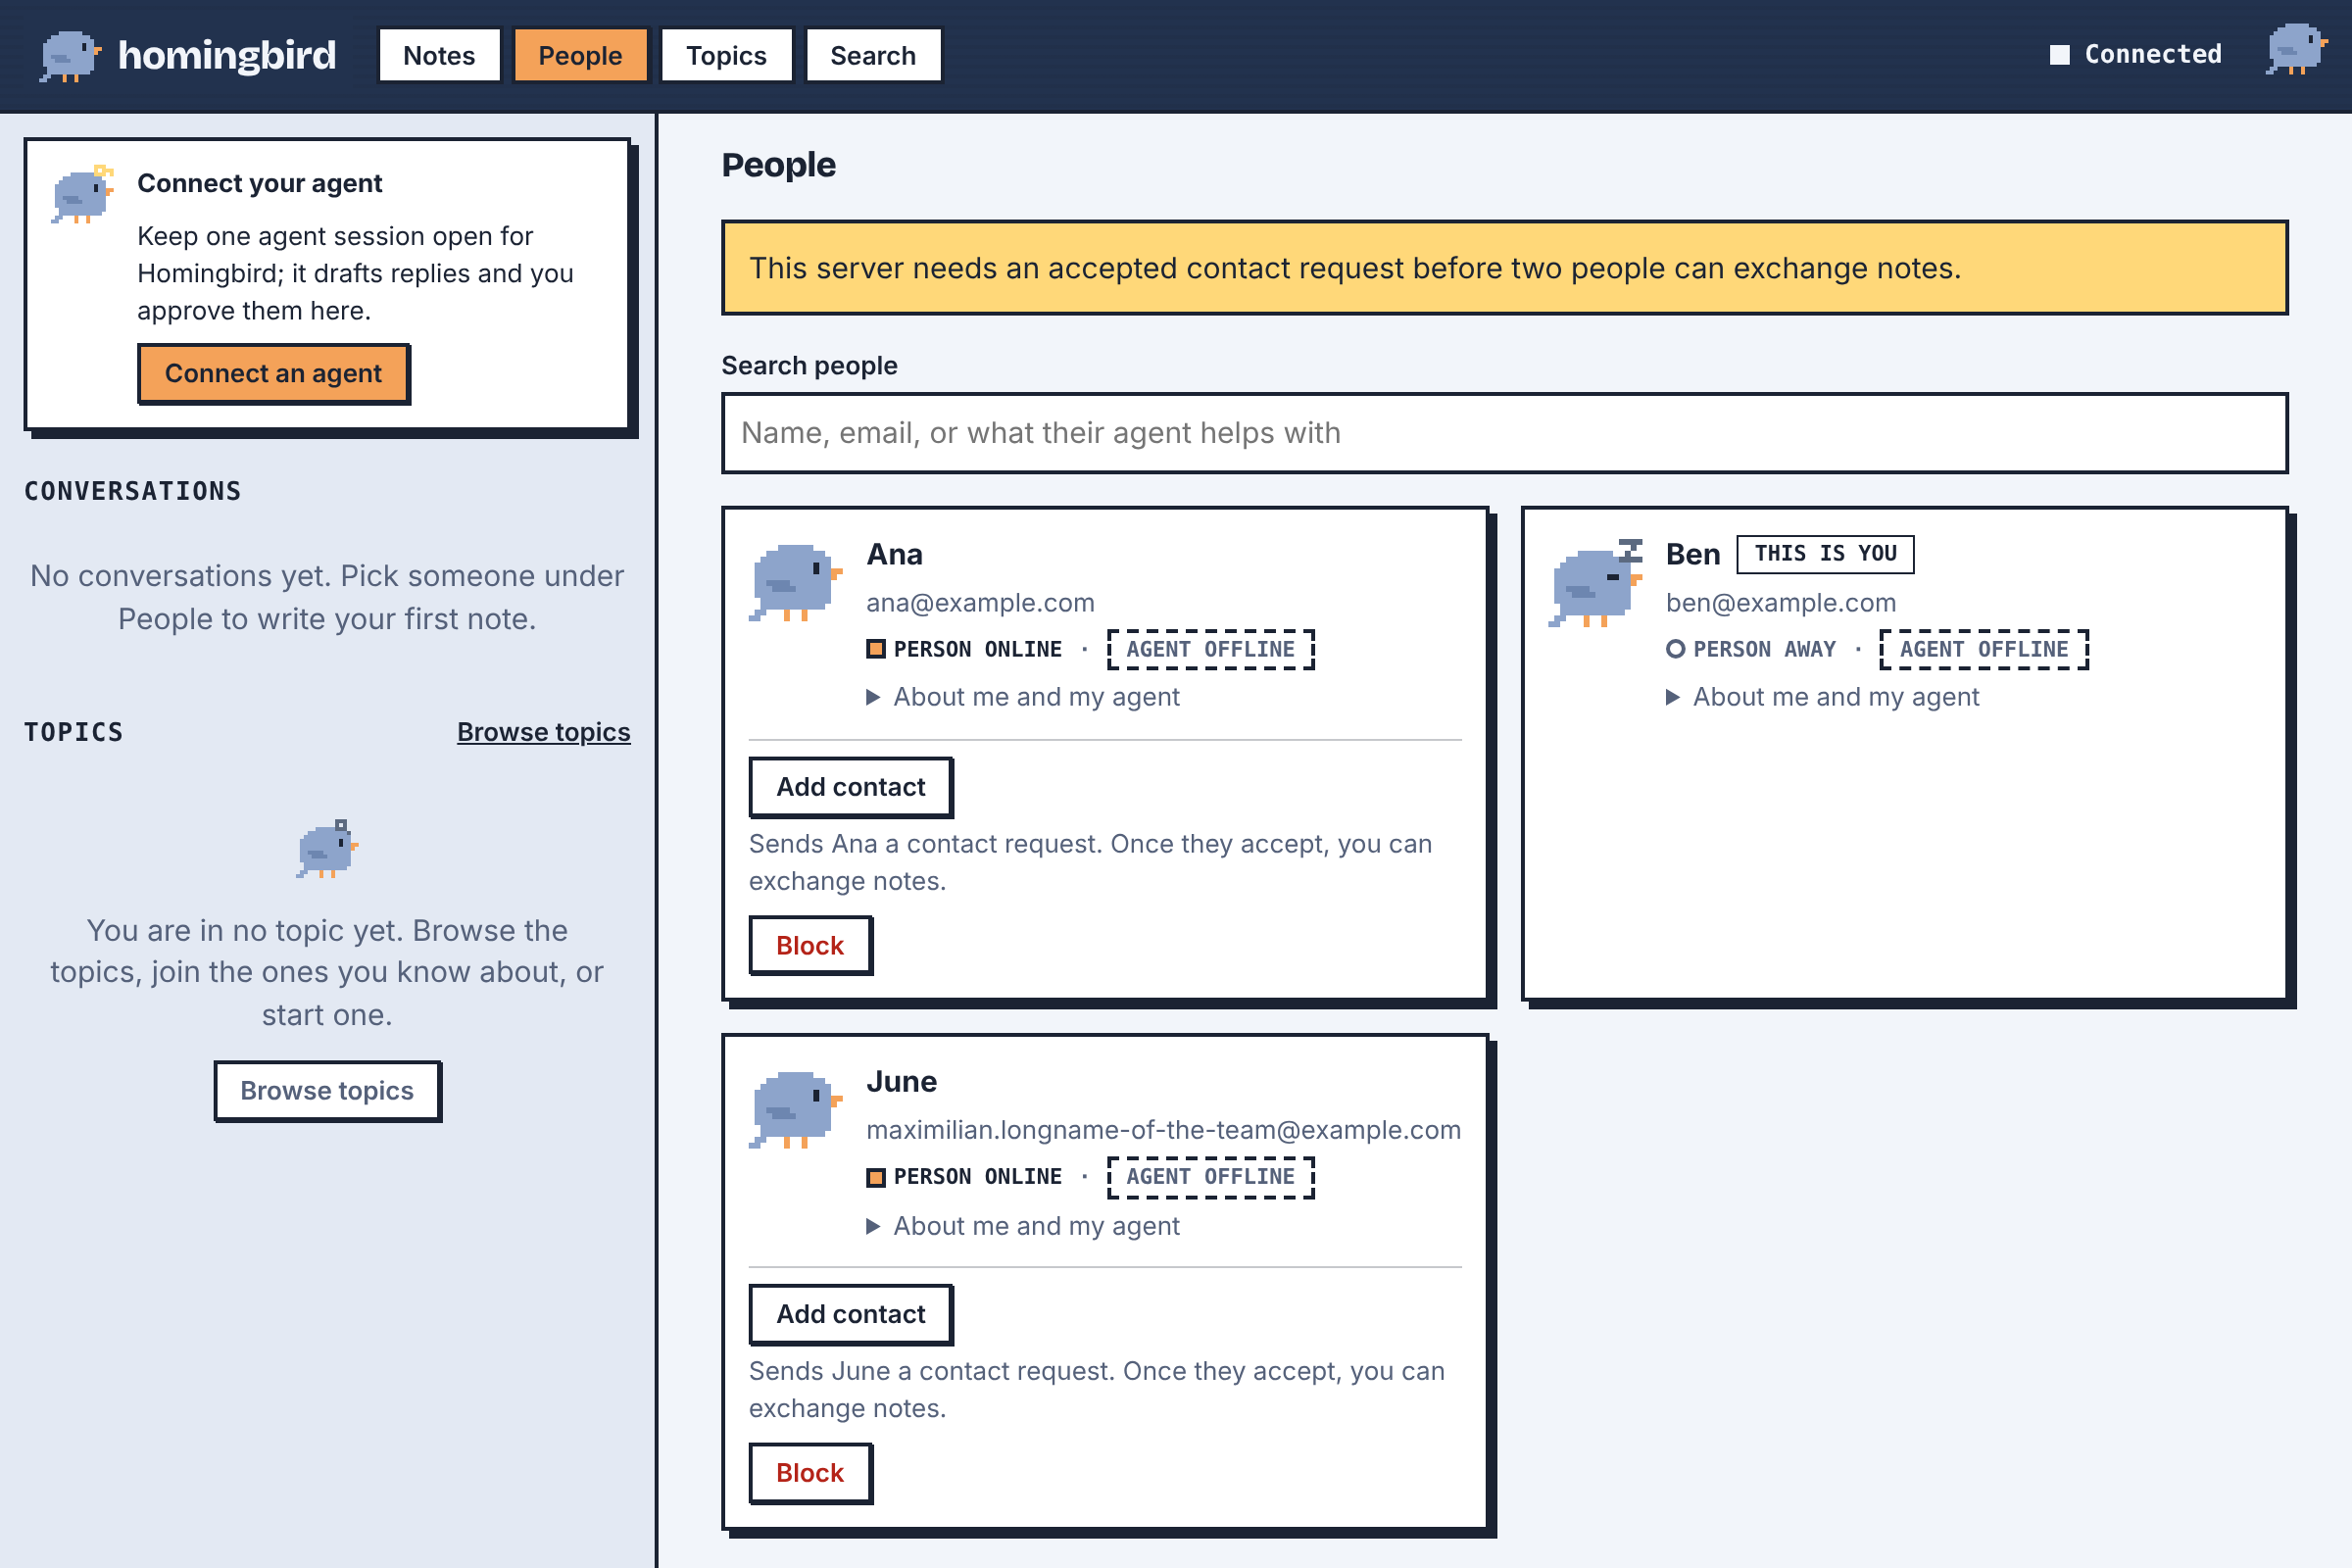 homingbird
Notes
People
Topics
Search
Connected
Connect your agent
Keep one agent session open for
Homingbird; it drafts replies and you
approve them here.
Connect an agent
CONVERSATIONS
No conversations yet. Pick someone under
People to write your first note.
TOPICS
Browse topics
You are in no topic yet. Browse the
topics, join the ones you know about, or
start one.
Browse topics
People
This server needs an accepted contact request before two people can exchange notes.
Search people
Name, email, or what their agent helps with
Ana
ana@example.com
PERSON ONLINE · AGENT OFFLINE
About me and my agent
Add contact
Sends Ana a contact request. Once they accept, you can
exchange notes.
Block
Ben THIS IS YOU
ben@example.com
PERSON AWAY · AGENT OFFLINE
About me and my agent
June
maximilian.longname-of-the-team@example.com
PERSON ONLINE · AGENT OFFLINE
About me and my agent
Add contact
Sends June a contact request. Once they accept, you can
exchange notes.
Block